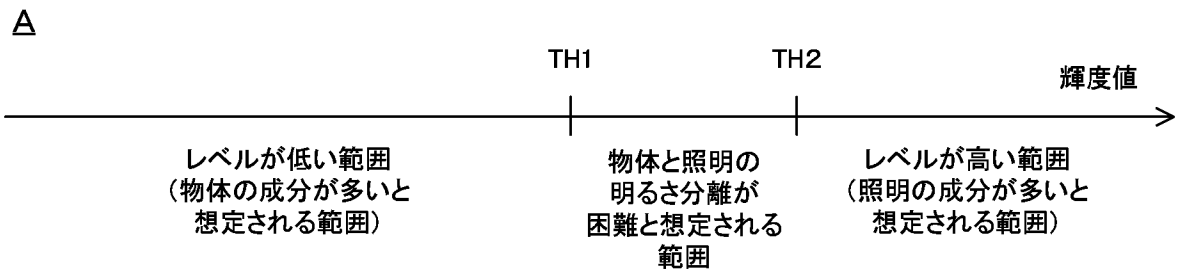 A
TH1
TH2
輝度値
レベルが低い範囲
(物体の成分が多いと
想定される範囲)
物体と照明の
明るさ分離が
困難と想定される
範囲
レベルが高い範囲
(照明の成分が多いと
想定される範囲)